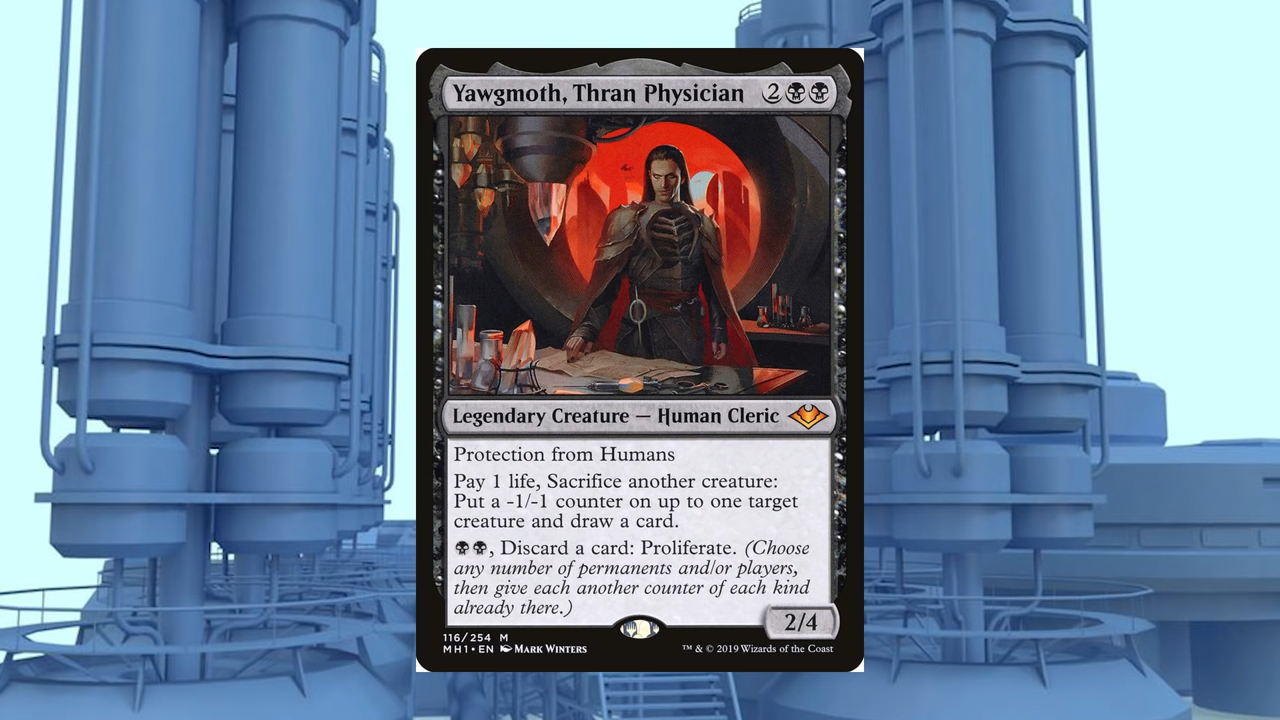 Yawgmoth, Thran Physician 2
Legendary Creature — Human Cleric
Protection from Humans
Pay 1 life, Sacrifice another creature:
Put a -1/-1 counter on up to one target
creature and draw a card.
, Discard a card: Proliferate. (Choose
any number of permanents and/or players,
then give each another counter of each kind
already there.)
2/4
116/254 M
MH1 • EN Mark Winters
™ & © 2019 Wizards of the Coast